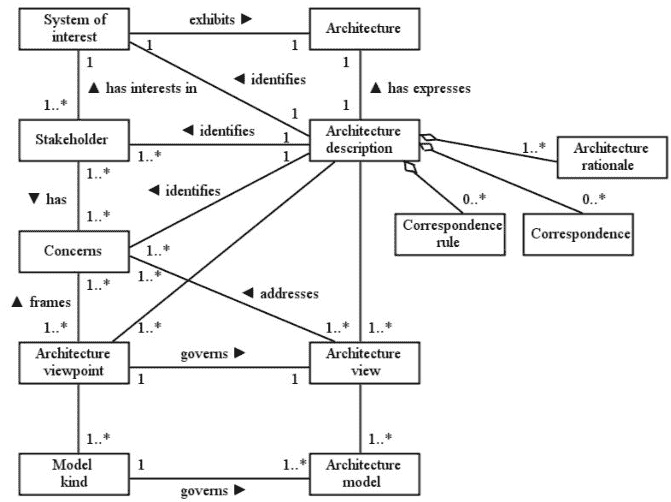 System of
interest
exhibits ►
Architecture
1
1
1
1
◄ identifies
▲ has interests in
▲ has expresses
1..*
1
1
Stakeholder
◄ identifies
1
Architecture
description
1..*
1
1..*
Architecture
rationale
1..*
▼ has
◄ identifies
1..*
0..*
0..*
Correspondence
rule
Correspondence
Concerns
1..*
1..*
1..*
◄ addresses
▲ frames
1..*
1..*
1..*
1..*
Architecture
viewpoint
governs ►
Architecture
view
1
1
1..*
1..*
Model
kind
1
1..*
Architecture
model
governs ►